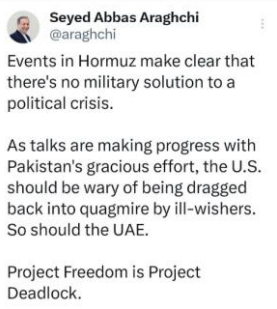 Seyed Abbas Araghchi
@araghchi
Events in Hormuz make clear that
there's no military solution to a
political crisis.
As talks are making progress with
Pakistan's gracious effort, the U.S.
should be wary of being dragged
back into quagmire by ill-wishers.
So should the UAE.
Project Freedom is Project
Deadlock.